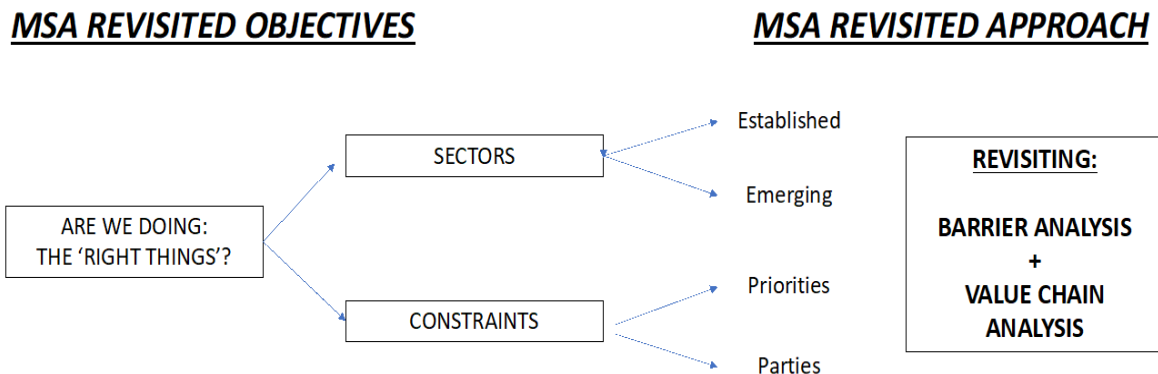 MSA REVISITED OBJECTIVES
MSA REVISITED APPROACH
ARE WE DOING:
THE ‘RIGHT THINGS’?
SECTORS
CONSTRAINTS
Established
Emerging
Priorities
Parties
REVISITING:
BARRIER ANALYSIS
+
VALUE CHAIN
ANALYSIS